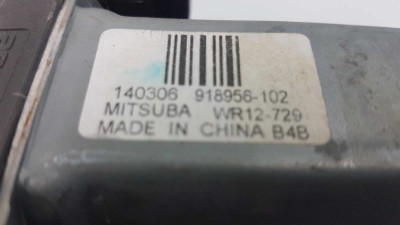 140306 918956-102
MITSUBA WR12-729
MADE IN CHINA B4B